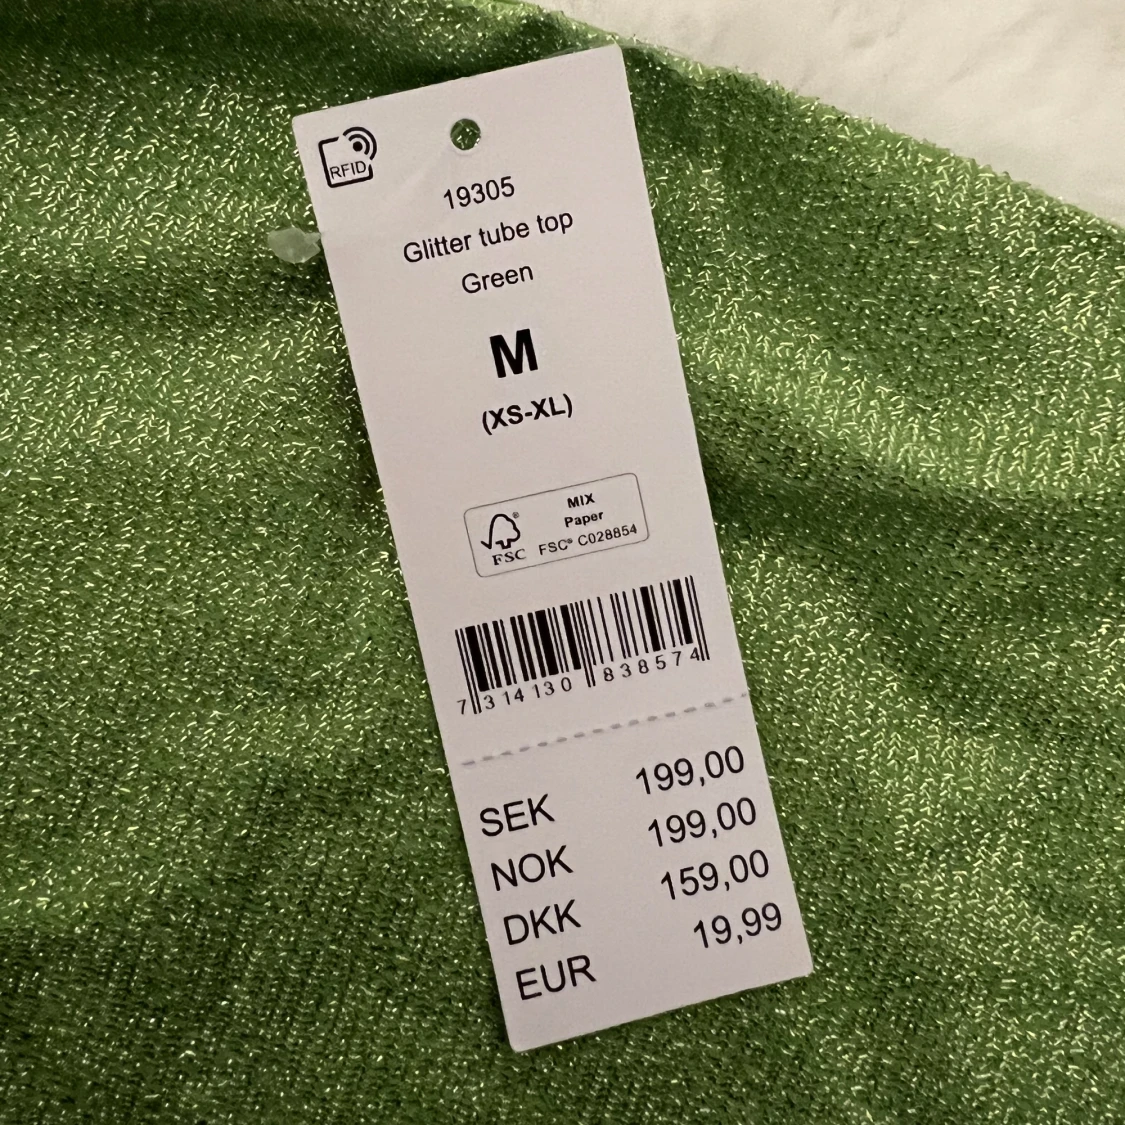 RFID
19305
Glitter tube top
Green
M
(XS-XL)
MIX
Paper
FSC® C028854
FSC®
7 314130 838574
SEK 199,00
NOK 199,00
DKK 159,00
EUR 19,99